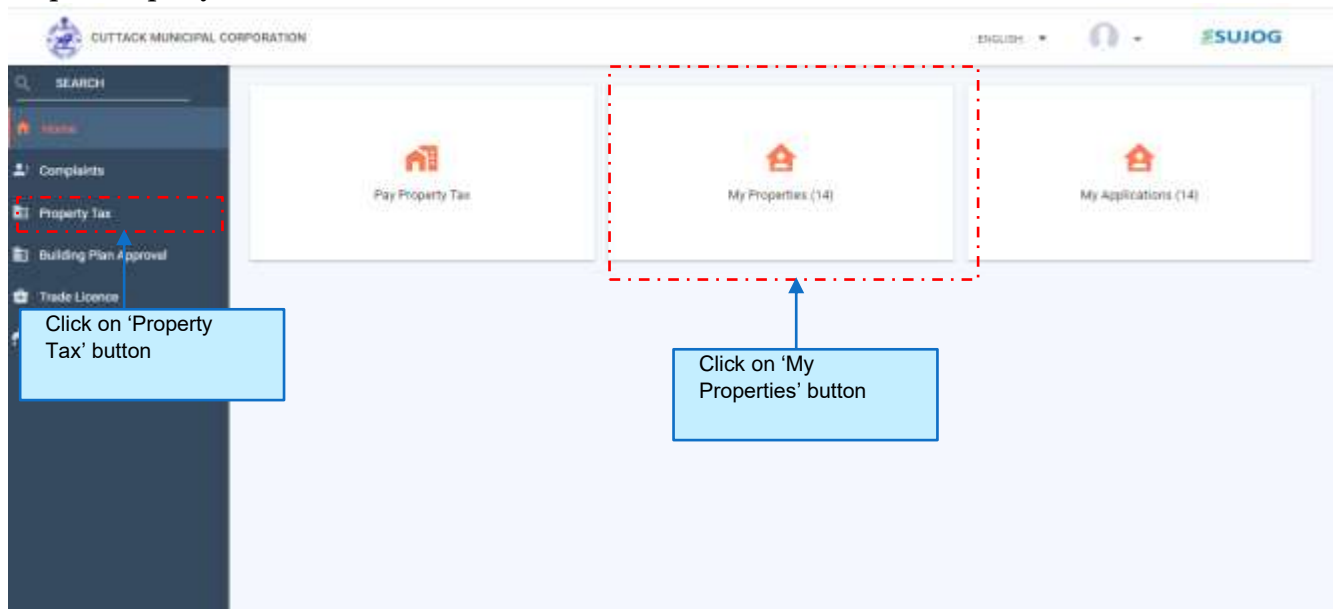 CUTTACK MUNICIPAL CORPORATION
ENGLISH
SUJOG
SEARCH
Home
Complaints
Property Tax
Building Plan Approval
Trade Licence
Pay Property Tax
My Properties (14)
My Applications (14)
Click on ‘Property
Tax’ button
Click on ‘My
Properties’ button